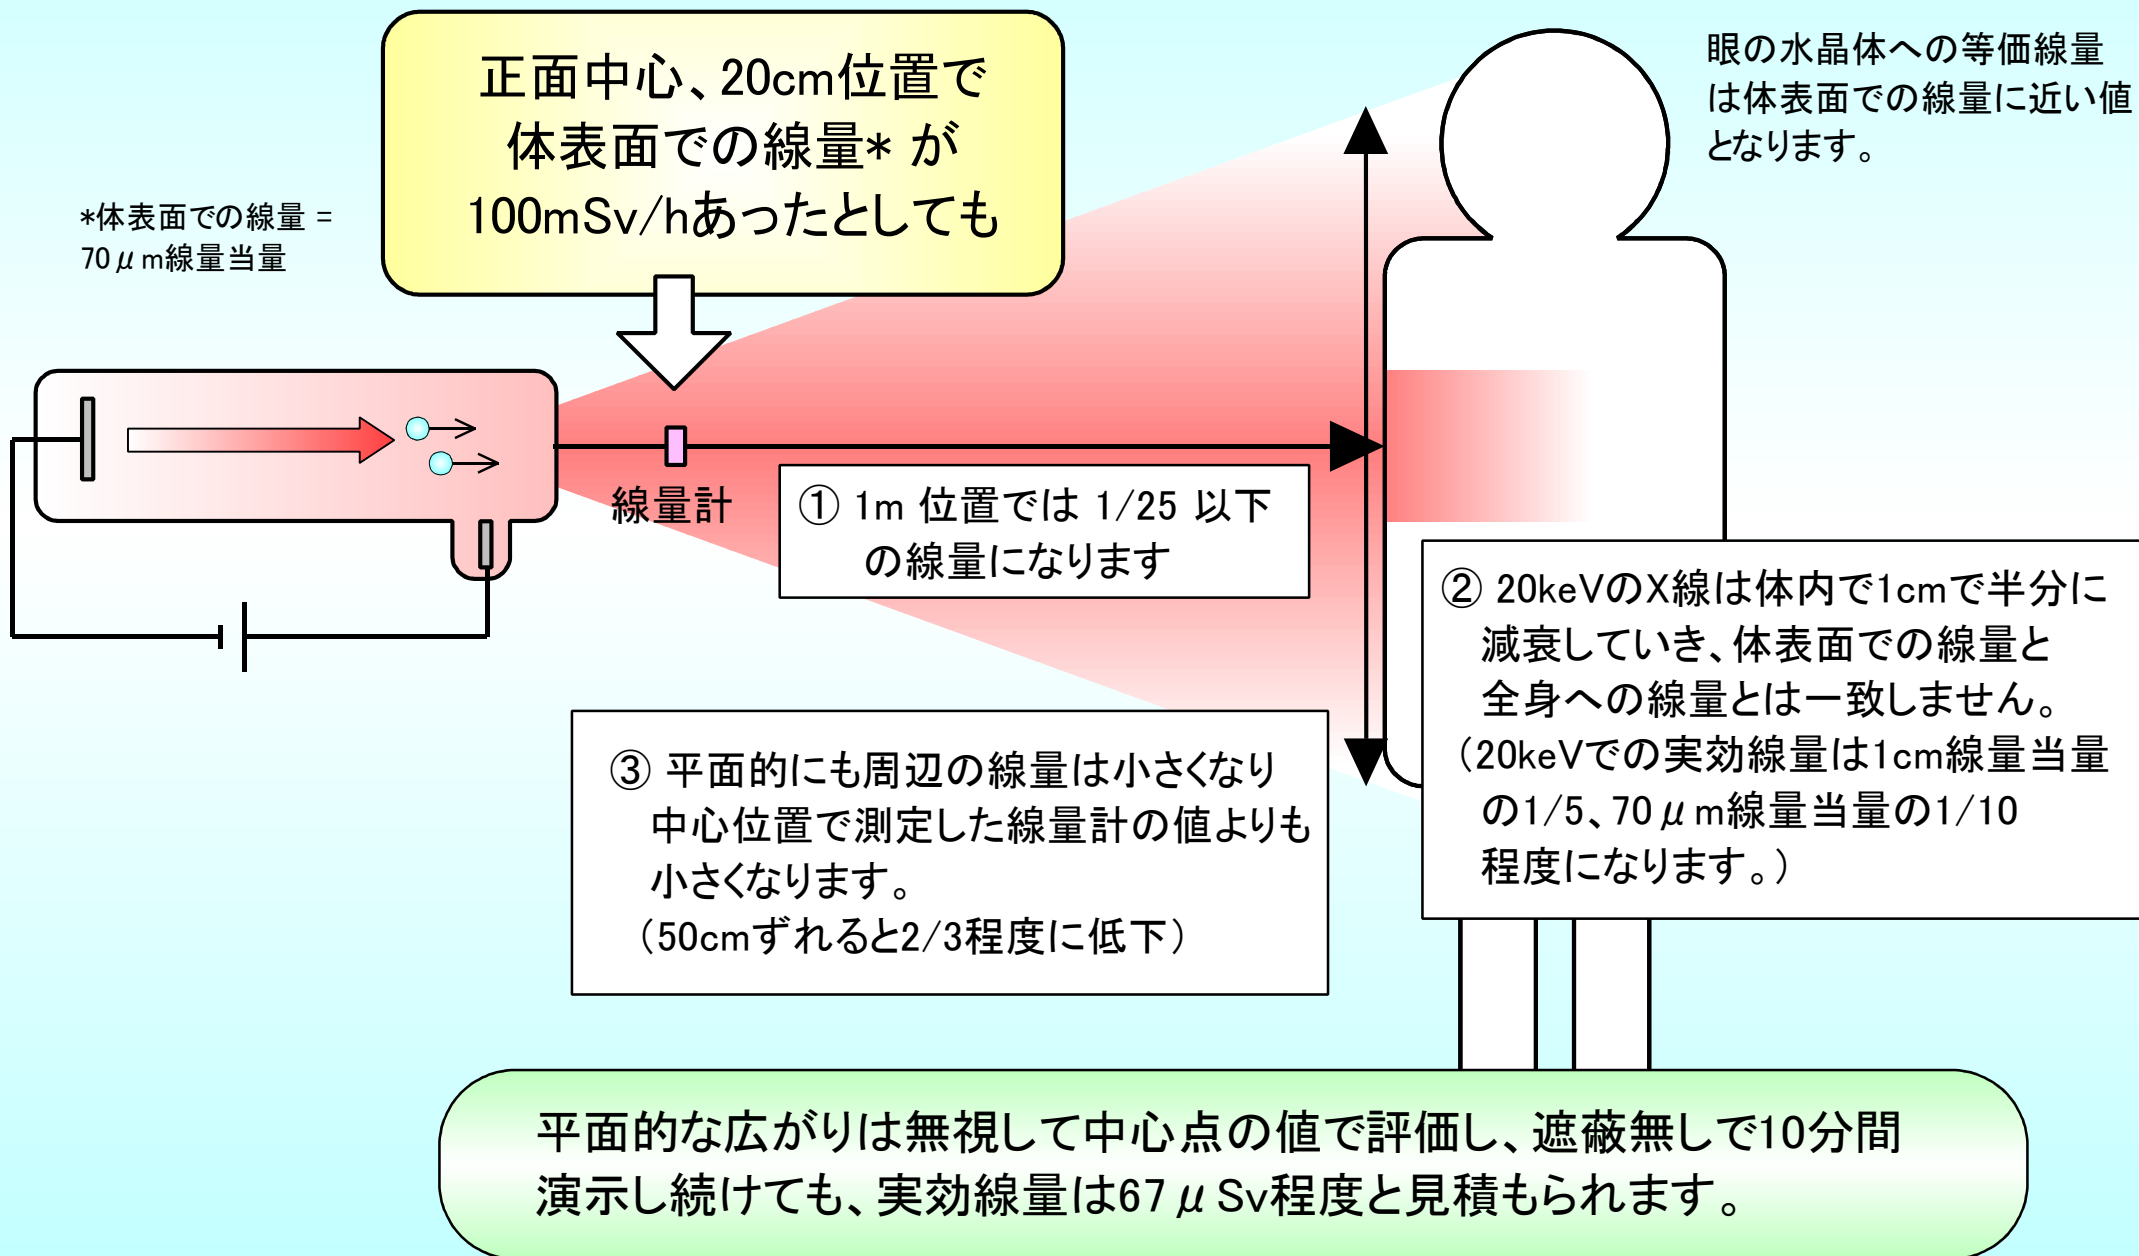 正面中心、20cm位置で
体表面での線量* が
100mSv/hあったとしても
眼の水晶体への等価線量
は体表面での線量に近い値
となります。
*体表面での線量 =
70μm線量当量
線量計
① 1m 位置では 1/25 以下
の線量になります
② 20keVのX線は体内で1cmで半分に
減衰していき、体表面での線量と
全身への線量とは一致しません。
(20keVでの実効線量は1cm線量当量
の1/5、70μm線量当量の1/10
程度になります。)
③ 平面的にも周辺の線量は小さくなり
中心位置で測定した線量計の値よりも
小さくなります。
(50cmずれると2/3程度に低下)
平面的な広がりは無視して中心点の値で評価し、遮蔽無しで10分間
演示し続けても、実効線量は67μSv程度と見積もられます。